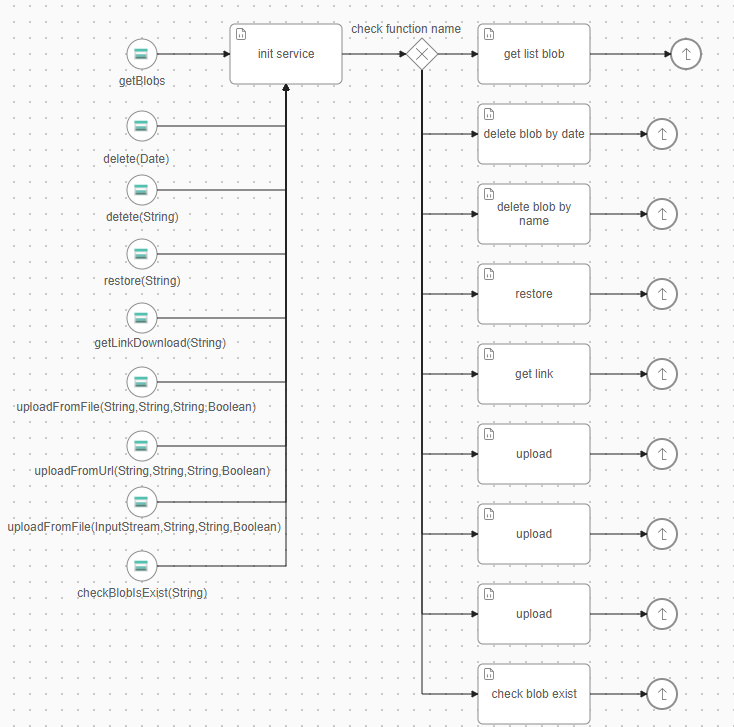 check function name
init service
get list blob
getBlobs
delete blob by date
delete(Date)
delete blob by
name
detete(String)
restore(String)
restore
getLinkDownload(String)
get link
uploadFromFile(String,String,String,Boolean)
upload
uploadFromUrl(String,String,String,Boolean)
uploadFromFile(InputStream,String,String,Boolean)
upload
checkBlobIsExist(String)
upload
check blob exist